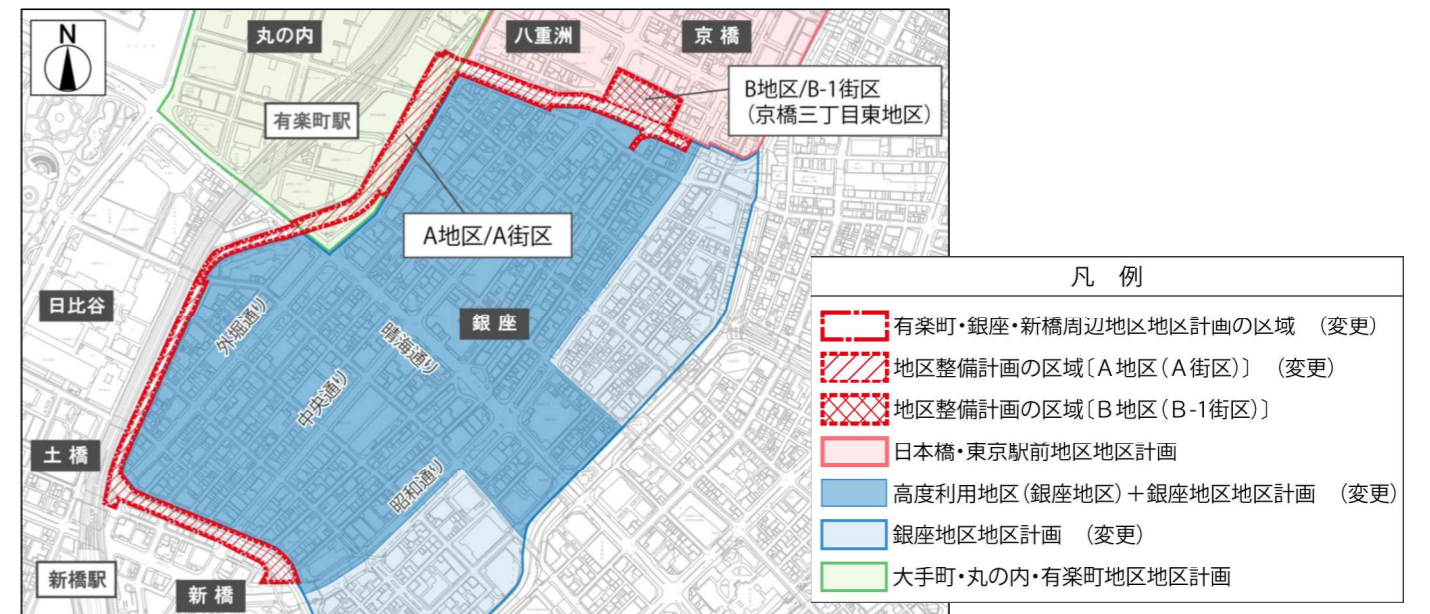 N
丸の内
八重洲
京橋
有楽町駅
B地区/B-1街区
(京橋三丁目東地区)
A地区/A街区
日比谷
外堀通り
晴海通り
銀座
中央通り
土橋
昭和通り
新橋駅
新橋
凡 例
有楽町・銀座・新橋周辺地区地区計画の区域 (変更)
地区整備計画の区域〔A地区(A街区)〕 (変更)
地区整備計画の区域〔B地区(B-1街区)〕
日本橋・東京駅前地区地区計画
高度利用地区(銀座地区)+銀座地区地区計画 (変更)
銀座地区地区計画 (変更)
大手町・丸の内・有楽町地区地区計画